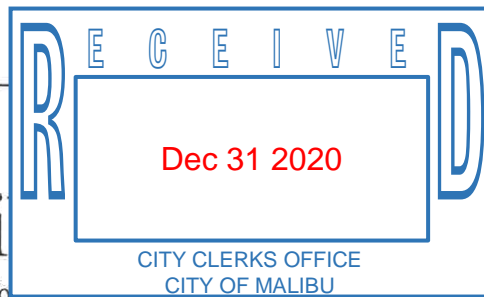 RECEIVED
Dec 31 2020
CITY CLERKS OFFICE
CITY OF MALIBU